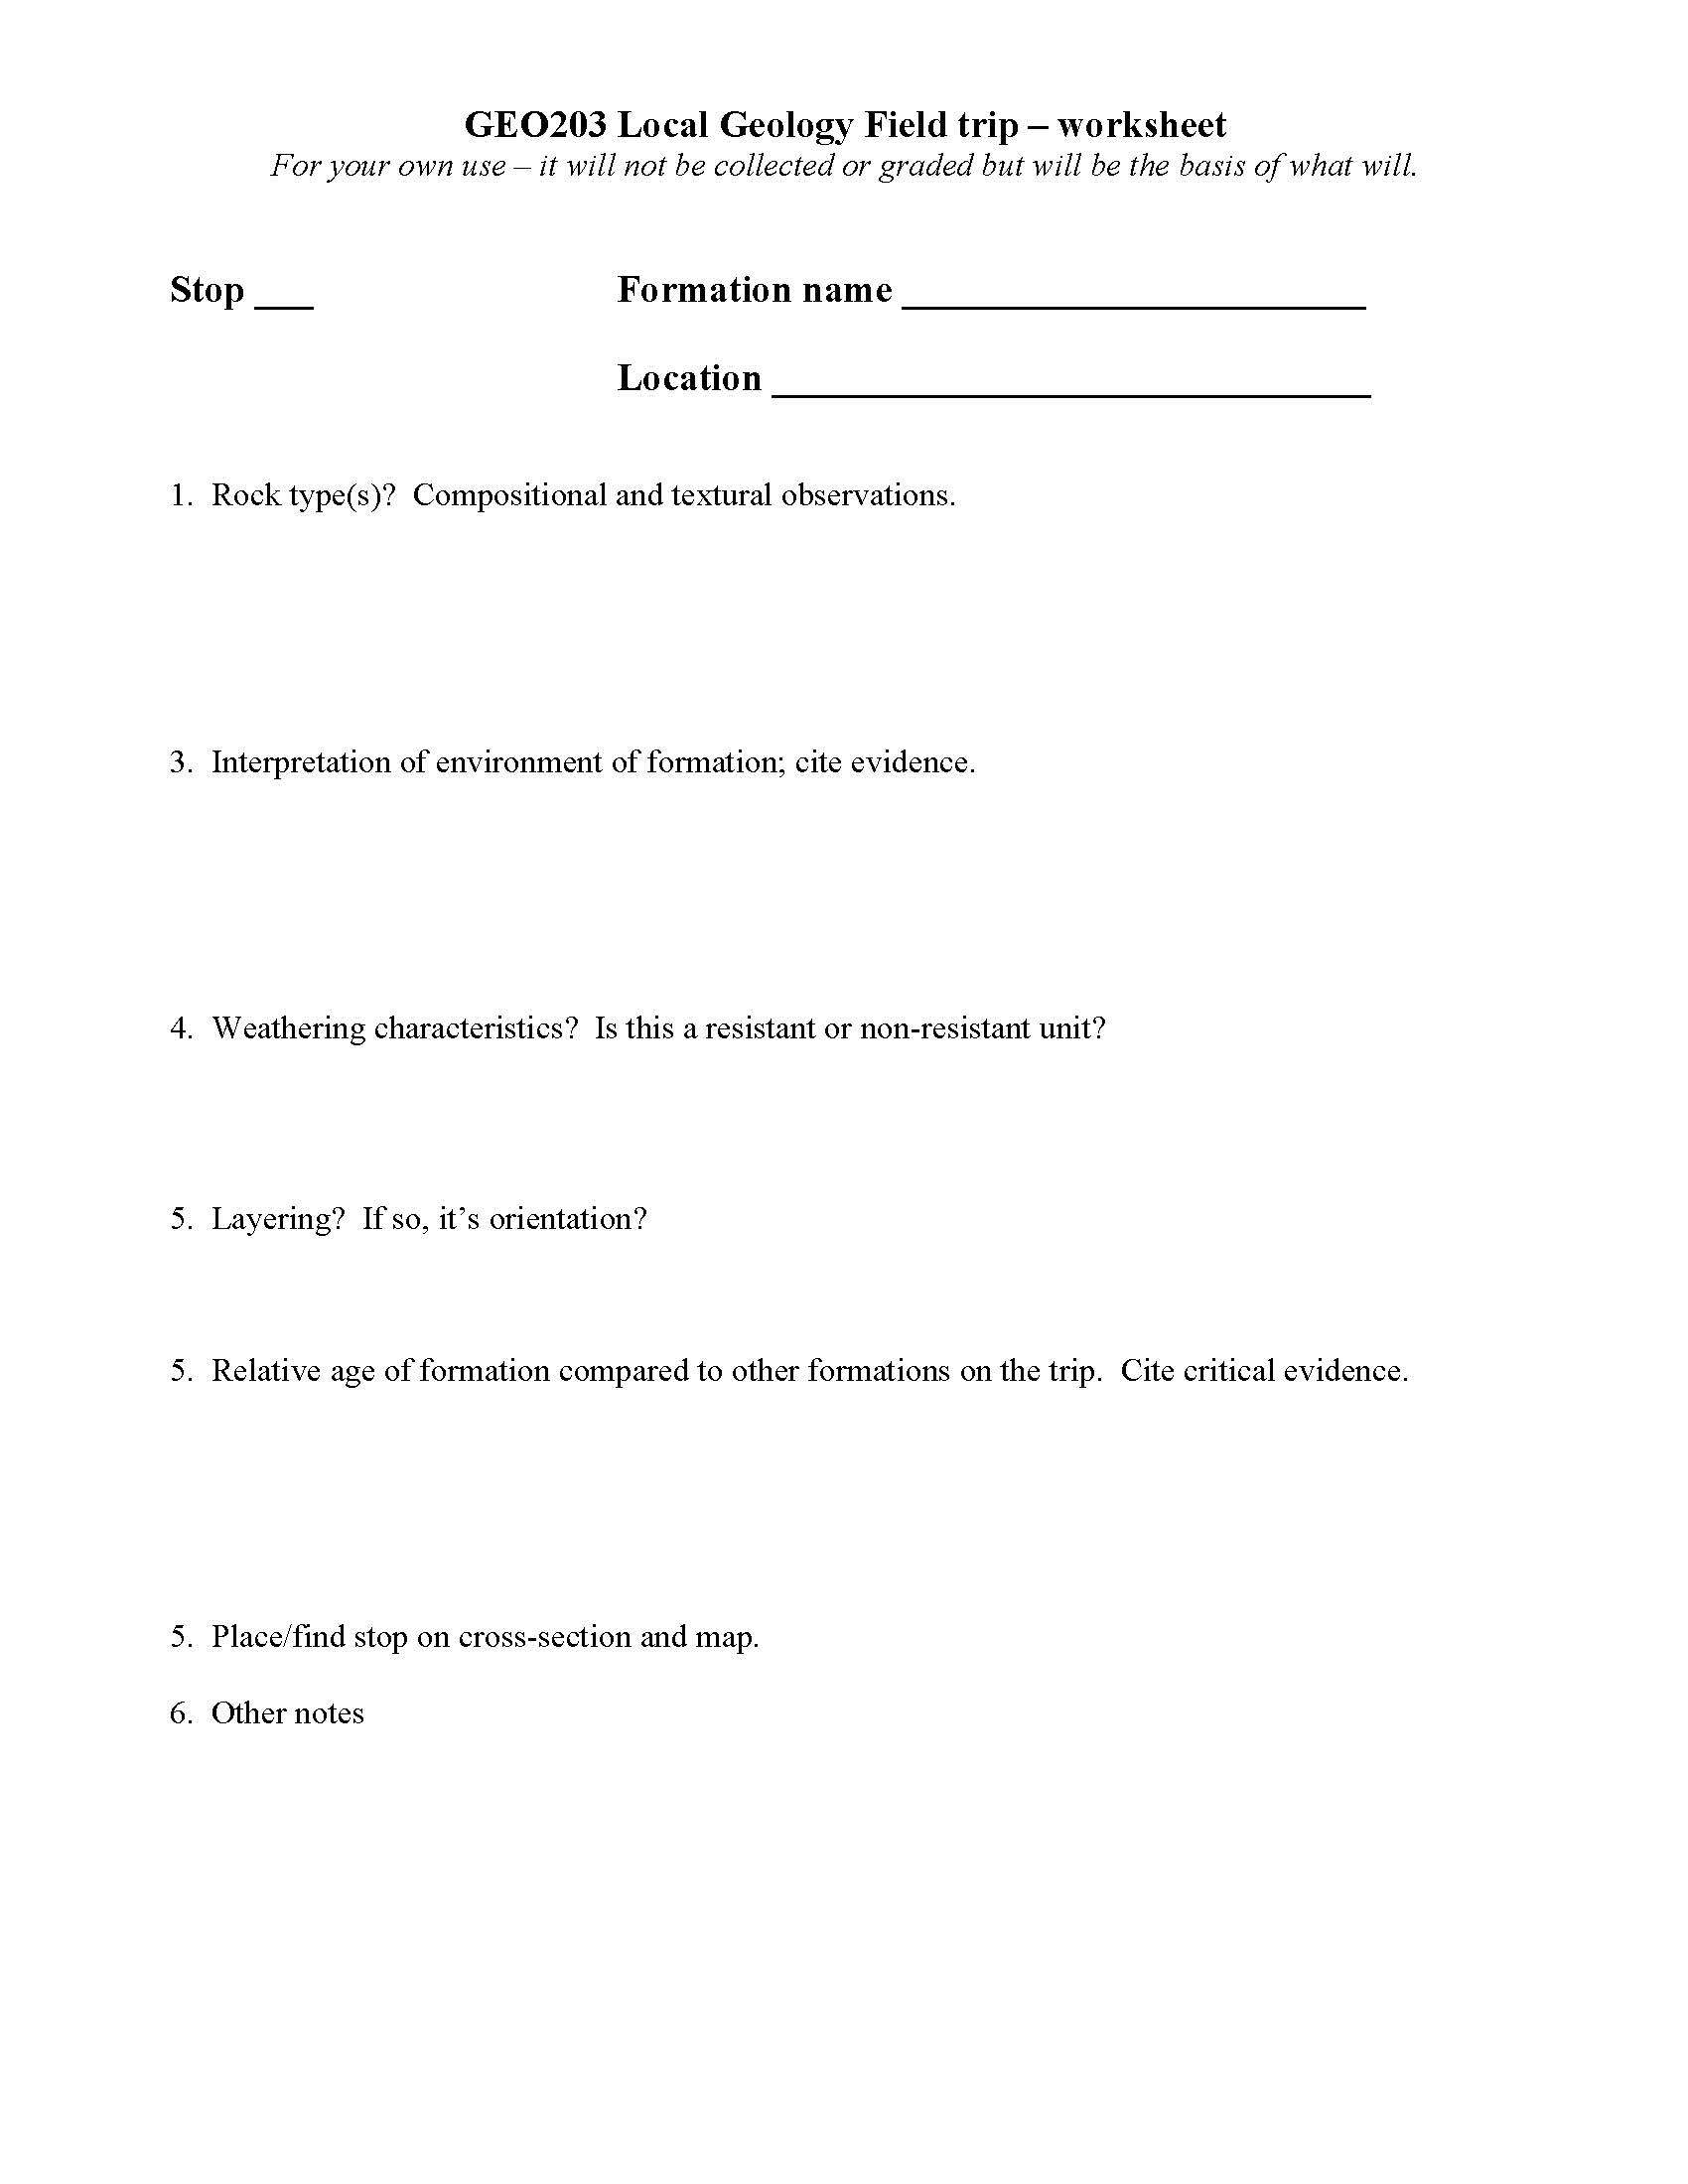 GEO203 Local Geology Field trip – worksheet
For your own use – it will not be collected or graded but will be the basis of what will.
Stop ___ Formation name _______________________
Location ______________________________
1. Rock type(s)? Compositional and textural observations.
3. Interpretation of environment of formation; cite evidence.
4. Weathering characteristics? Is this a resistant or non-resistant unit?
5. Layering? If so, it’s orientation?
5. Relative age of formation compared to other formations on the trip. Cite critical evidence.
5. Place/find stop on cross-section and map.
6. Other notes